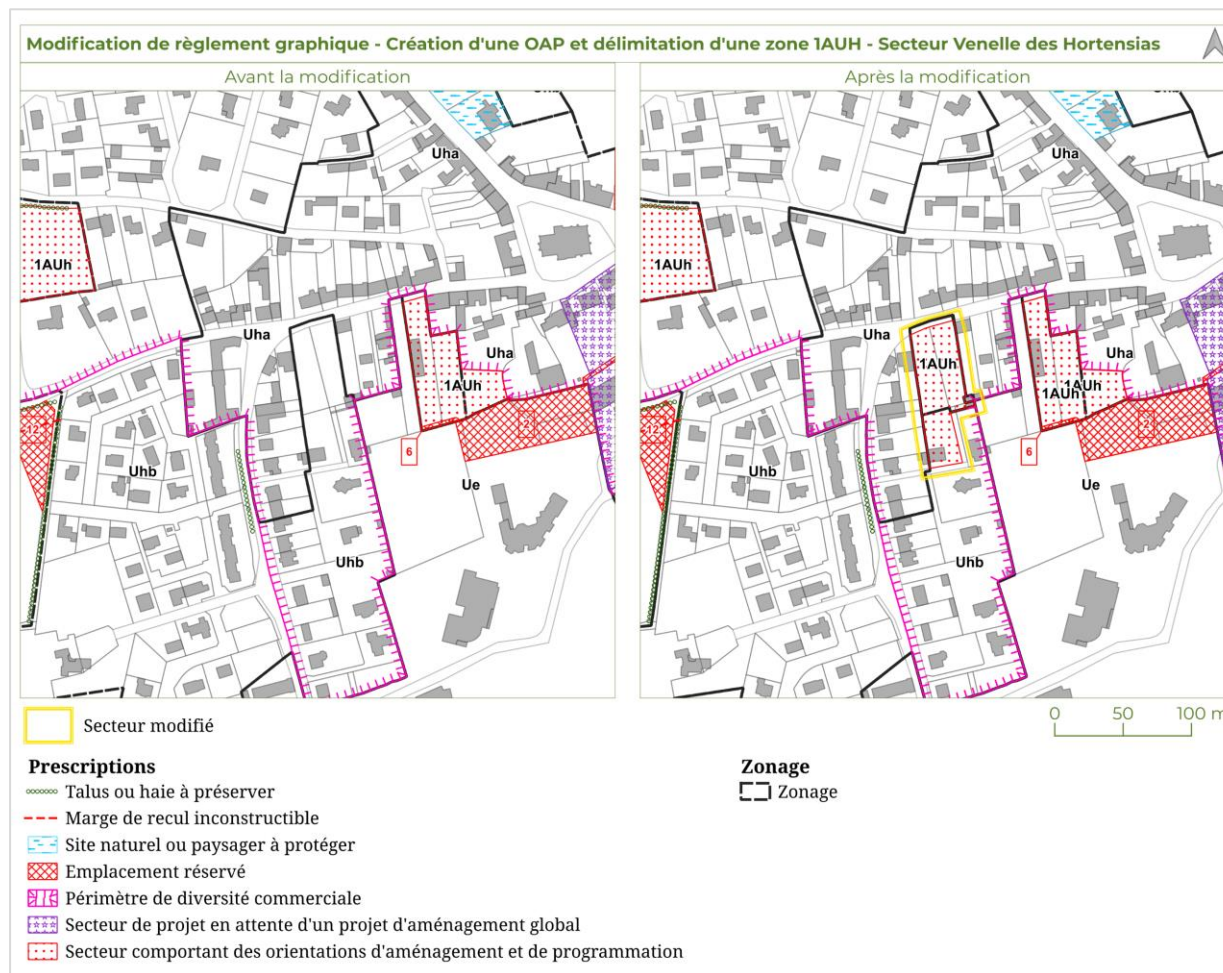 Modification de règlement graphique - Création d'une OAP et délimitation d'une zone 1AUH - Secteur Venelle des Hortensias
Avant la modification
Après la modification
Uha
1AUh
Uha
Uha
1AUh
12
2
6
Uhb
Ue
Uhb
Uha
1AUh
Uha
1AUh
Uha
1AUh
1AUh
12
2
6
Uhb
Ue
Uhb
Secteur modifié
0 50 100 m
Prescriptions
Talus ou haie à préserver
Marge de recul inconstructible
Site naturel ou paysager à protéger
Emplacement réservé
Périmètre de diversité commerciale
Secteur de projet en attente d'un projet d'aménagement global
Secteur comportant des orientations d'aménagement et de programmation
Zonage
Zonage